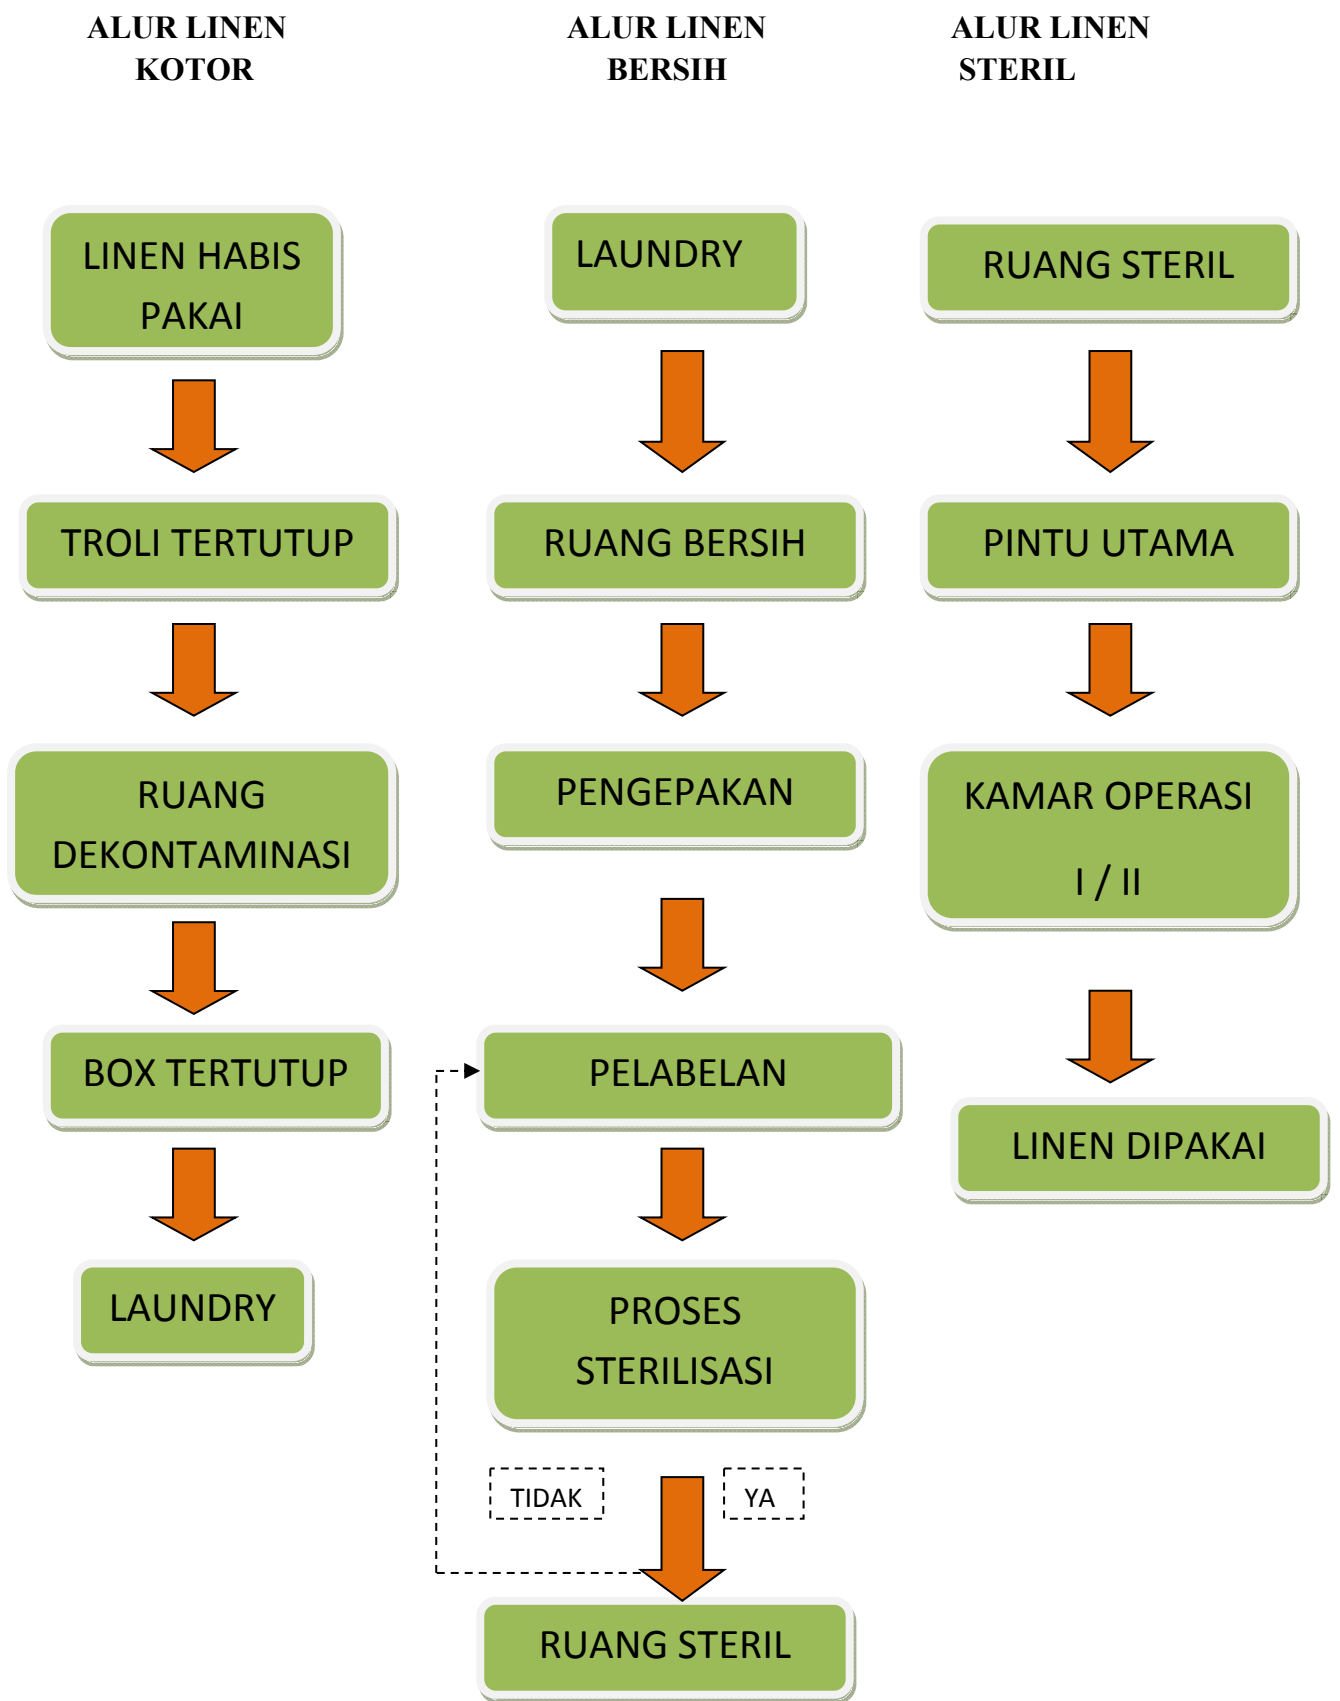 ALUR LINEN
KOTOR
ALUR LINEN
BERSIH
ALUR LINEN
STERIL
LINEN HABIS
PAKAI
TROLI TERTUTUP
RUANG
DEKONTAMINASI
BOX TERTUTUP
LAUNDRY
LAUNDRY
RUANG BERSIH
PENGEPAKAN
PELABELAN
PROSES
STERILISASI
TIDAK
YA
RUANG STERIL
RUANG STERIL
PINTU UTAMA
KAMAR OPERASI
I / II
LINEN DIPAKAI